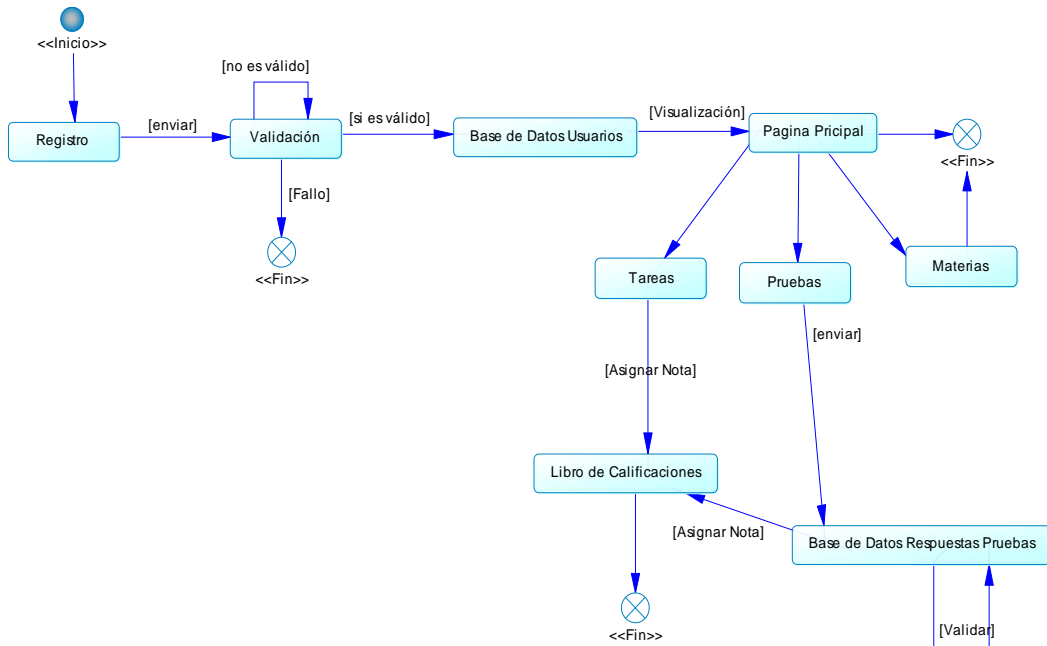 <<Inicio>>
[no es válido]
[enviar]
[si es válido]
[Visualización]
Registro
Validación
Base de Datos Usuarios
Pagina Pricipal
<<Fin>>
[Fallo]
<<Fin>>
Tareas
Pruebas
Materias
[enviar]
[Asignar Nota]
Libro de Calificaciones
[Asignar Nota]
Base de Datos Respuestas Pruebas
<<Fin>>
[Validar]